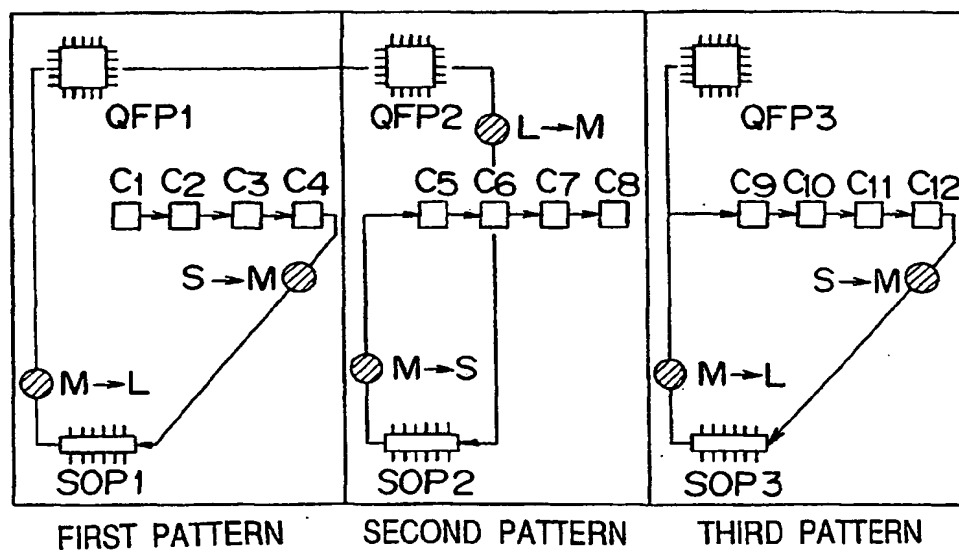 QFP1 QFP2 QFP3
L→M
C1 C2 C3 C4 C5 C6 C7 C8 C9 C10 C11 C12
S→M S→M
M→L M→S M→L
SOP1 SOP2 SOP3
FIRST PATTERN SECOND PATTERN THIRD PATTERN